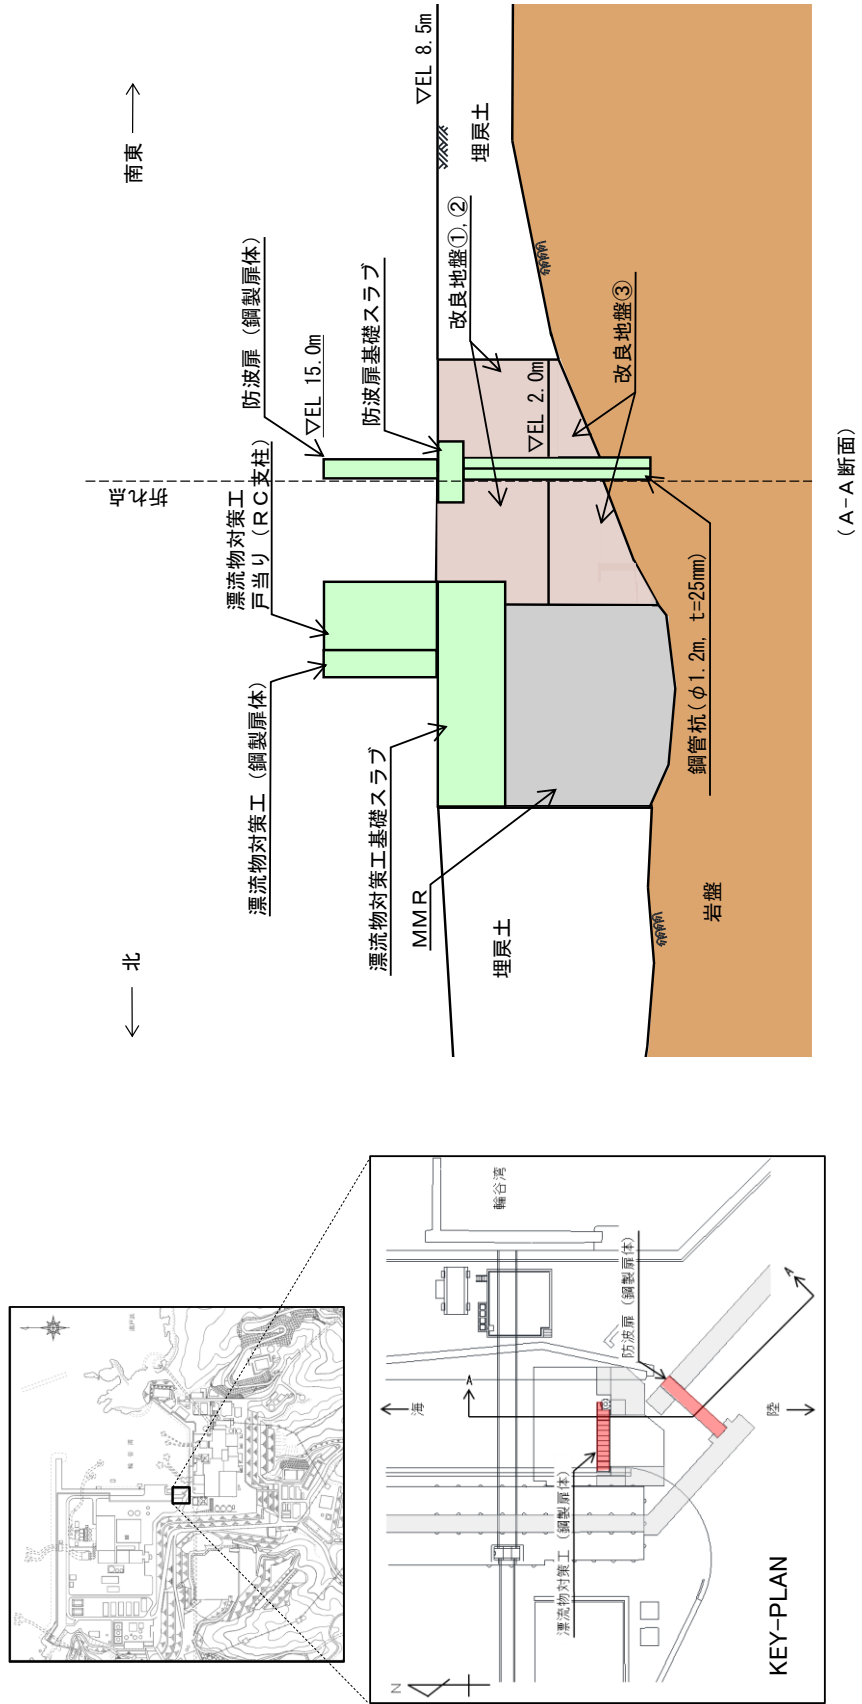 ← 北
南東 →
折れ点
漂流物対策工（鋼製扉体）
漂流物対策工
戸当り（RC支柱）
防波扉（鋼製扉体）
▽EL 15.0m
防波扉基礎スラブ
漂流物対策工基礎スラブ
▽EL 8.5m
MMR
埋戻土
改良地盤①,②
埋戻土
▽EL 2.0m
改良地盤③
鋼管杭(φ1.2m, t=25mm)
岩盤
(A-A断面)
輪谷湾
輪谷湾
N
海
A
防波扉（鋼製扉体）
漂流物対策工（鋼製扉体）
陸
A
KEY-PLAN